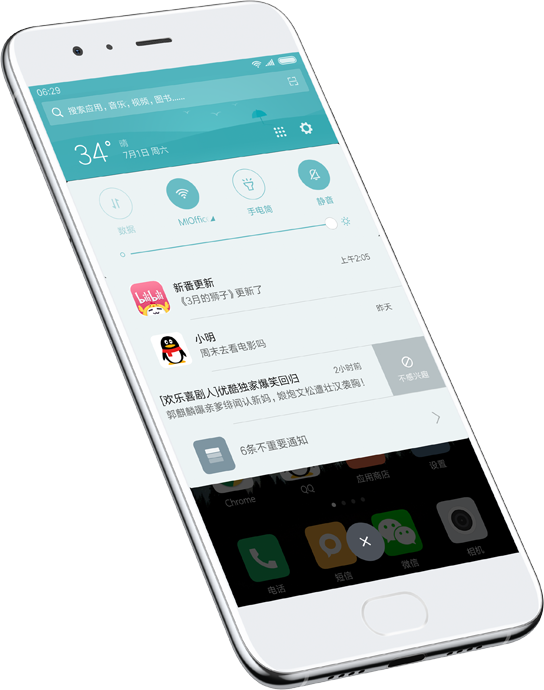 06:29
搜索应用，音乐，视频，图书......
34° 晴
7月1日 周六
数据
MIOffic
手电筒
静音
上午2:05
新番更新
《3月的狮子》更新了
昨天
小明
周末去看电影吗
[欢乐喜剧人]优酷独家爆笑回归 2小时前
郭麒麟曝亲爹绯闻认新妈，娘炮文松遭壮汉袭胸！
不感兴趣
6条不重要通知
Chrome
QQ
应用商店
设置
电话
短信
微信
相机